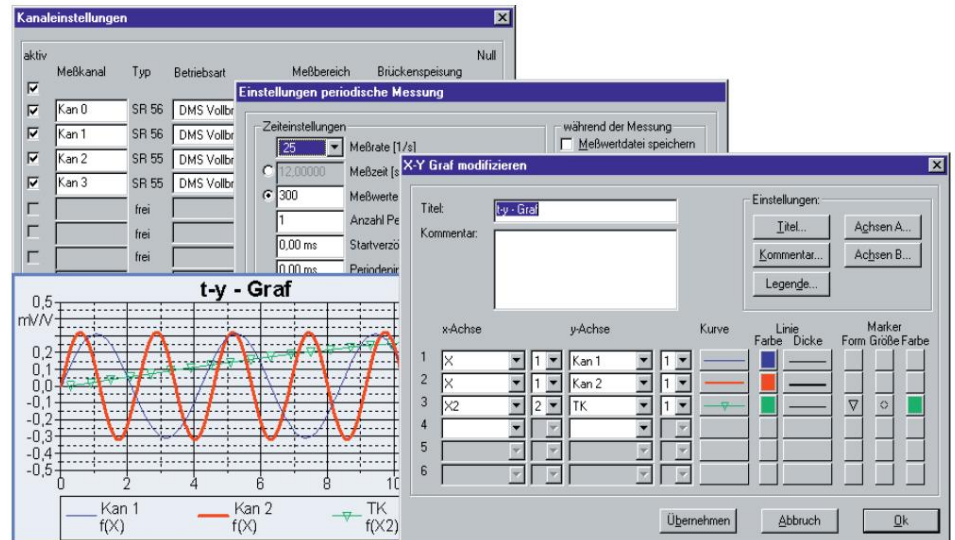 Kanaleinstellungen
aktiv
Null
Meßkanal Typ Betriebsart Meßbereich Brückenspeisung
Kan 0 SR 56 DMS Vollbr
Kan 1 SR 56 DMS Vollbr
Kan 2 SR 55 DMS Vollbr
Kan 3 SR 55 DMS Vollbr
frei
frei
frei
Einstellungen periodische Messung
Zeiteinstellungen
während der Messung
25 Meßrate [1/s]
Meßwertdatei speichern
12,00000 Meßzeit [s
300 Meßwerte
1 Anzahl Pe
0,00 ms Startverzö
0,00 ms Periodenin
X-Y Graf modifizieren
Titel: t-y - Graf
Kommentar:
Einstellungen:
Titel... Achsen A...
Kommentar... Achsen B...
Legende...
x-Achse y-Achse Kurve Linie Marker
Farbe Dicke Form Größe Farbe
1 X 1 Kan 1 1
2 X 1 Kan 2 1
3 X2 2 TK 1
4
5
6
Übernehmen Abbruch Ok
t-y - Graf
0,5
mV/V
0,2
0,1
0,0
-0,1
-0,2
-0,3
-0,4
-0,5
0 2 4 6 8 10
Kan 1 Kan 2 TK
f(X) f(X) f(X2)